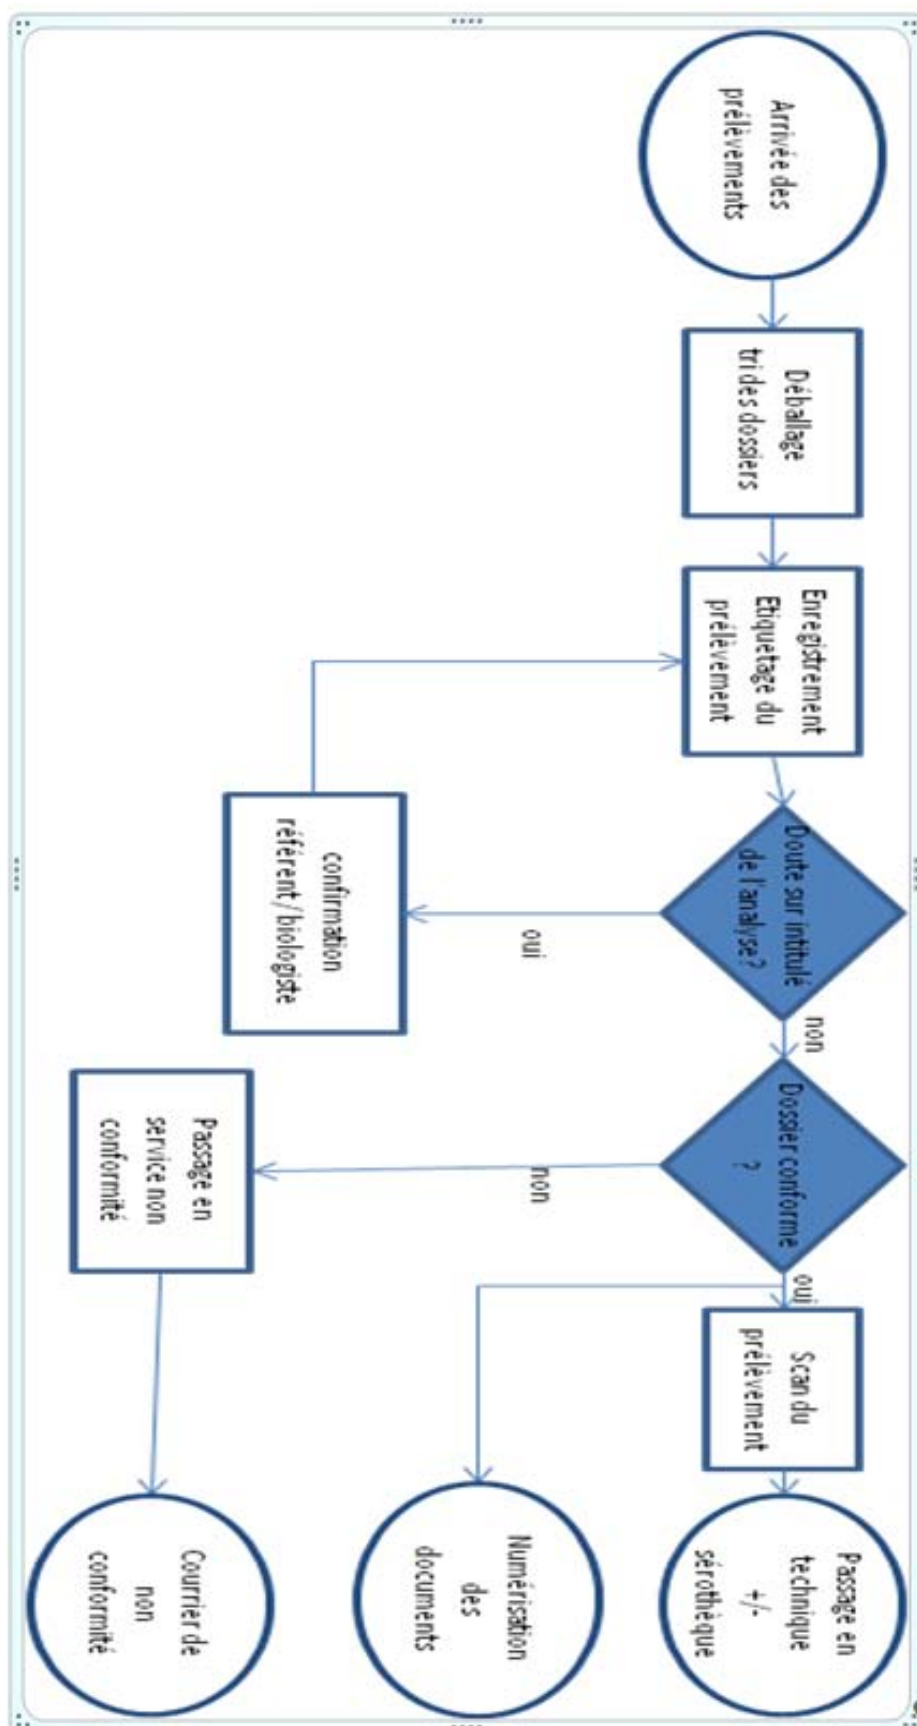 Arrivée des
prélèvements
Déballage
tri des dossiers
Enregistrement
Etiquetage du
prélèvement
Doute sur intitulé
de l'analyse?
oui
confirmation
référent / biologiste
non
Dossier conforme
?
non
Passage en
service non
conformité
Courrier de
non
conformité
oui
Scan du
prélèvement
Passage en
technique
+/-
sérothèque
Numérisation
des
documents